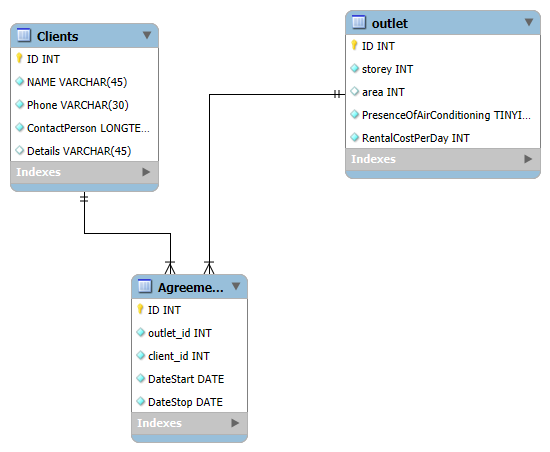 Clients
ID INT
NAME VARCHAR(45)
Phone VARCHAR(30)
ContactPerson LONGTE...
Details VARCHAR(45)
Indexes
outlet
ID INT
storey INT
area INT
PresenceOfAirConditioning TINYI...
RentalCostPerDay INT
Indexes
Agreeme...
ID INT
outlet_id INT
client_id INT
DateStart DATE
DateStop DATE
Indexes